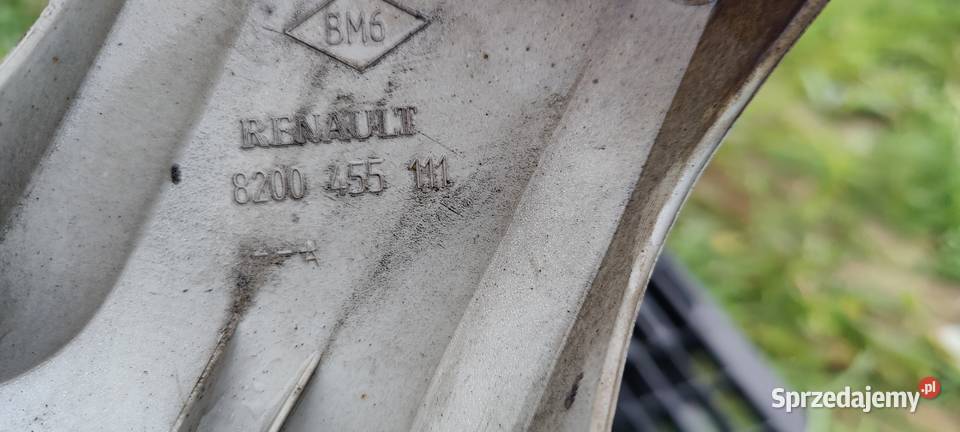 BM6
RENAULT
8200 455 111
Sprzedajemy.pl